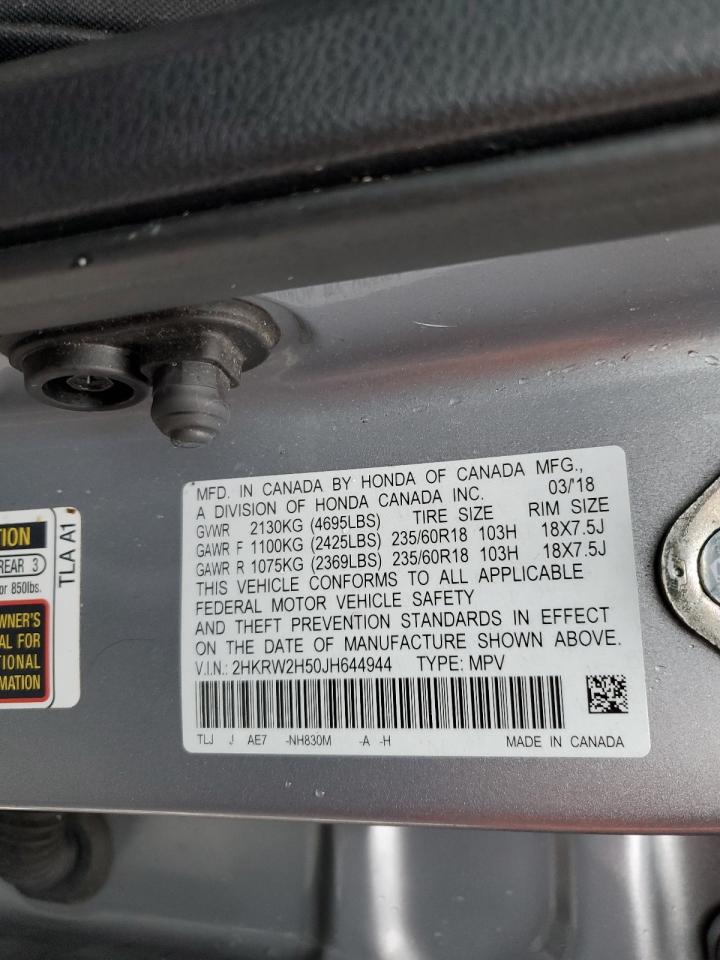 MFD. IN CANADA BY HONDA OF CANADA MFG.,
A DIVISION OF HONDA CANADA INC. 03/'18
GVWR 2130KG (4695LBS) TIRE SIZE RIM SIZE
GAWR F 1100KG (2425LBS) 235/60R18 103H 18X7.5J
GAWR R 1075KG (2369LBS) 235/60R18 103H 18X7.5J
THIS VEHICLE CONFORMS TO ALL APPLICABLE
FEDERAL MOTOR VEHICLE SAFETY
AND THEFT PREVENTION STANDARDS IN EFFECT
ON THE DATE OF MANUFACTURE SHOWN ABOVE.
V.I.N.: 2HKRW2H50JH644944 TYPE: MPV
TLJ J AE7 -NH830M -A -H MADE IN CANADA
TION
REAR 3
or 850lbs.
WNER'S
AL FOR
TIONAL
MATION
TLA A1